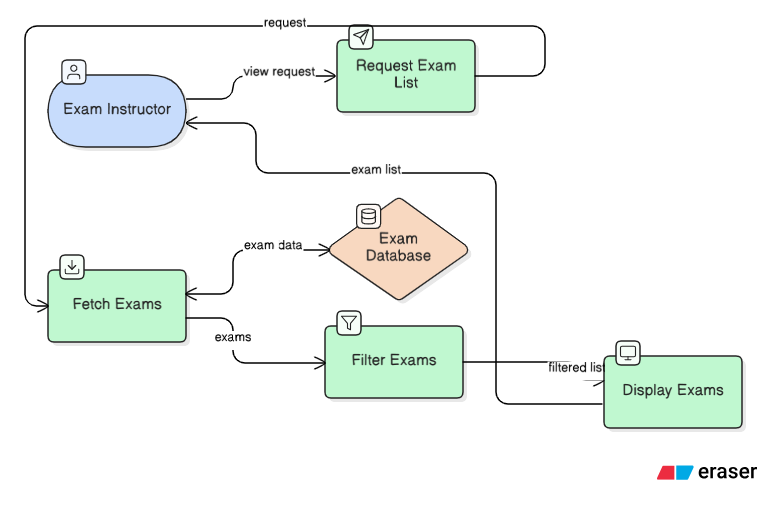 request
view request
Request Exam
List
Exam Instructor
exam list
exam data
Exam
Database
Fetch Exams
exams
Filter Exams
filtered list
Display Exams
eraser